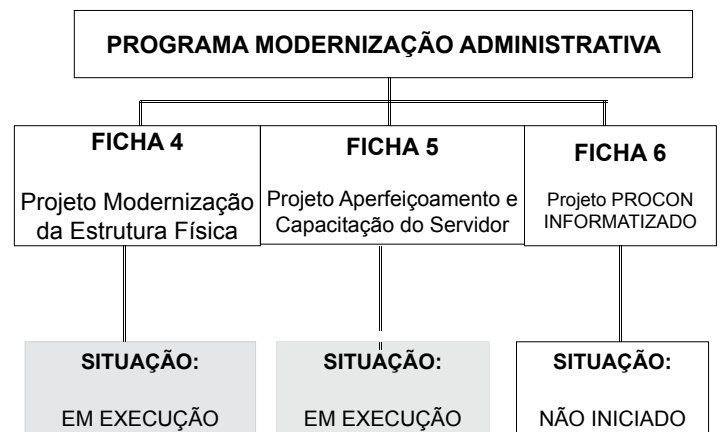 PROGRAMA MODERNIZAÇÃO ADMINISTRATIVA
FICHA 4
Projeto Modernização
da Estrutura Física
FICHA 5
Projeto Aperfeiçoamento e
Capacitação do Servidor
FICHA 6
Projeto PROCON
INFORMATIZADO
SITUAÇÃO:
EM EXECUÇÃO
SITUAÇÃO:
EM EXECUÇÃO
SITUAÇÃO:
NÃO INICIADO